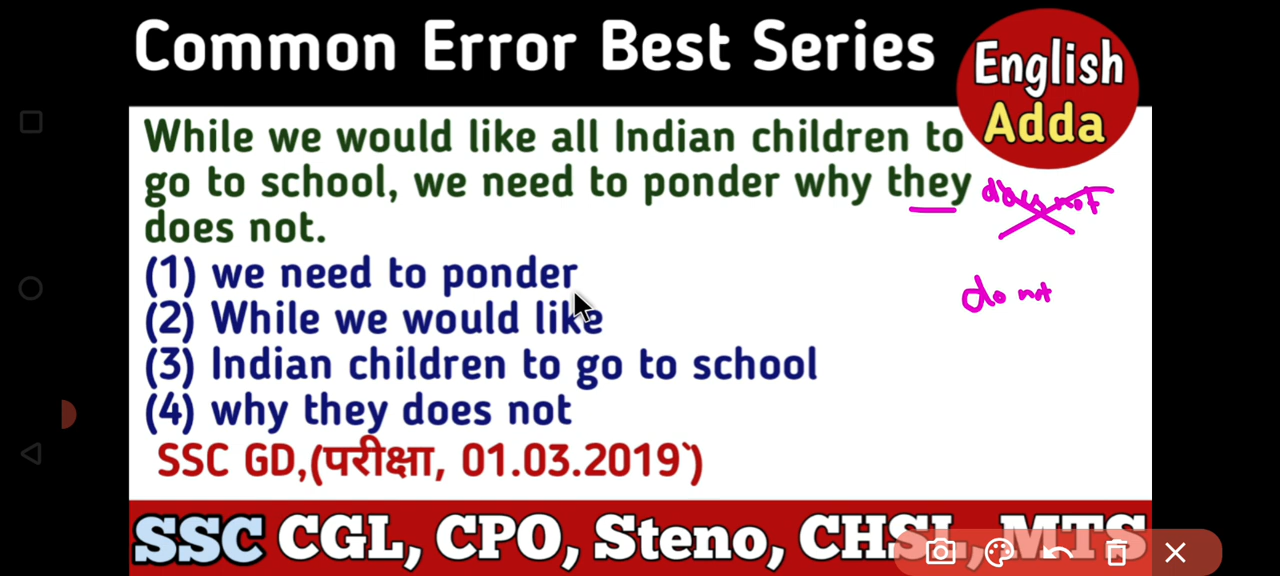 Common Error Best Series
English
Adda
While we would like all Indian children to
go to school, we need to ponder why they
does not.
does not
do not
(1) we need to ponder
(2) While we would like
(3) Indian children to go to school
(4) why they does not
SSC GD,(परीक्षा, 01.03.2019`)
SSC CGL, CPO, Steno, CHSL, MTS